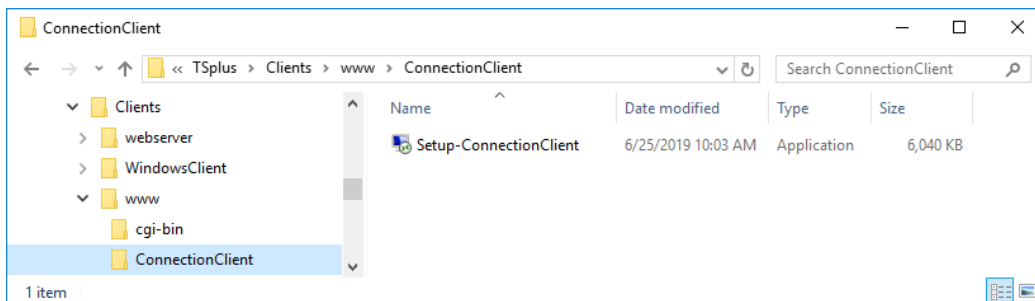 ConnectionClient
« TSplus > Clients > www > ConnectionClient
Search ConnectionClient
Clients
webserver
WindowsClient
www
cgi-bin
ConnectionClient
Name Date modified Type Size
Setup-ConnectionClient 6/25/2019 10:03 AM Application 6,040 KB
1 item